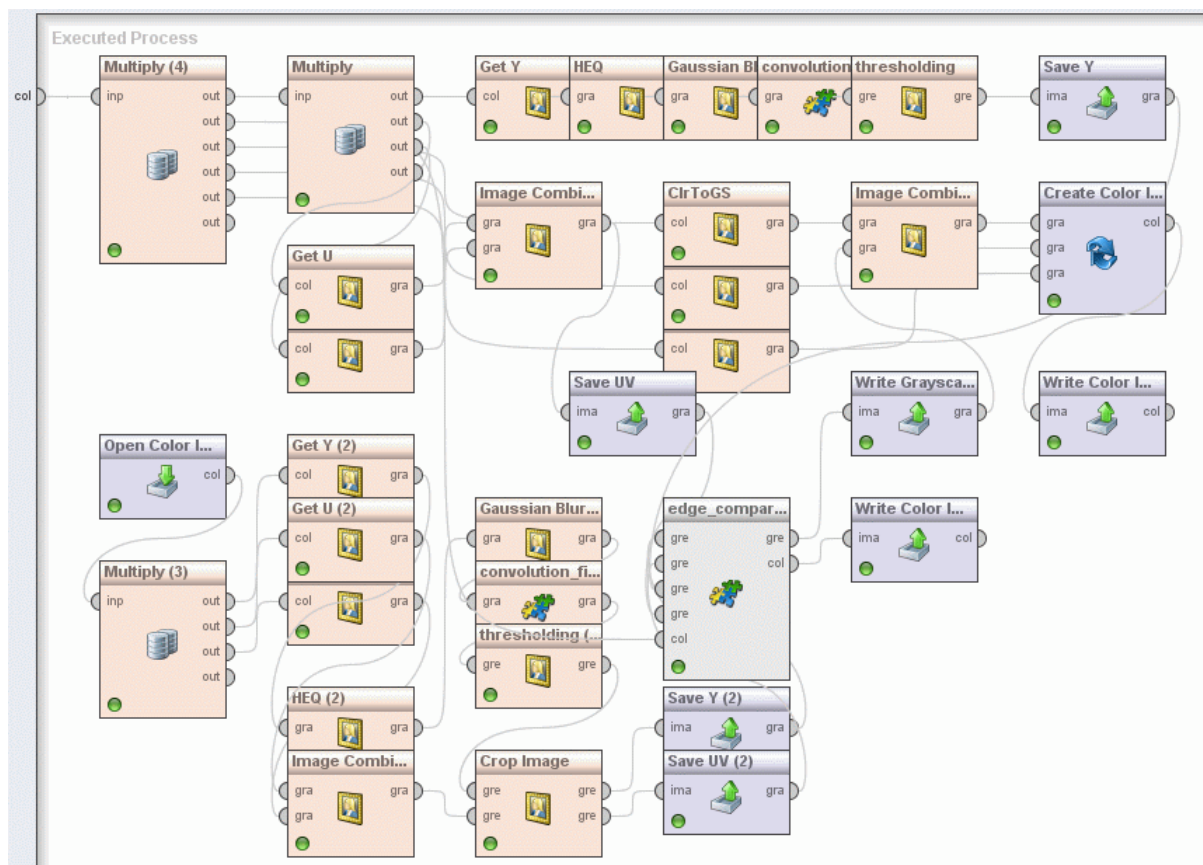 Executed Process
Multiply (4) Multiply Get Y HEQ Gaussian Bl convolution thresholding Save Y
col inp out inp out col gra gra gra gre gre ima gra
out out
out out
out out
out
out
Image Combi... ClrToGS Image Combi... Create Color I...
gra gra col gra gra gra gra col
gra gra gra
Get U
col gra col gra gra
col gra col gra
Save UV Write Graysca... Write Color I...
ima gra ima gra ima col
Open Color I... Get Y (2)
col col gra
Get U (2) Gaussian Blur... edge_compar... Write Color I...
col gra gra gra gre gre ima col
gre col
Multiply (3) convolution_fi...
inp out col gra gra gra gre
out gre
thresholding (...
out col
out gre gre
HEQ (2) Save Y (2)
gra gra ima gra
Image Combi... Crop Image Save UV (2)
gra gra gre gre ima gra
gra gre gre